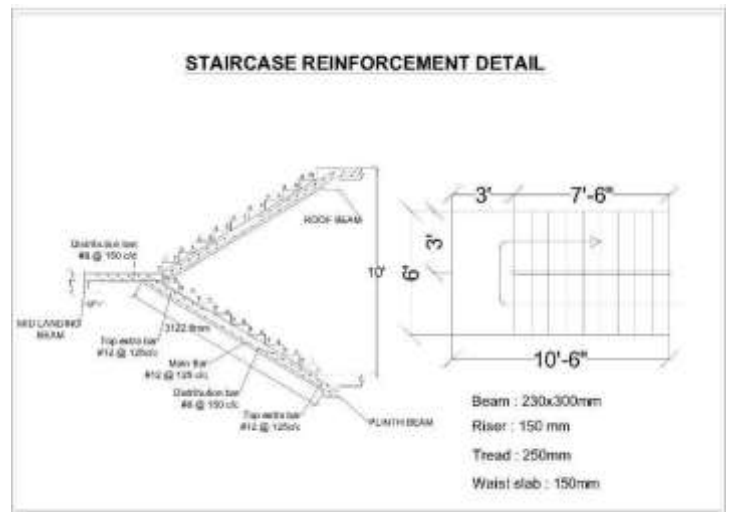 STAIRCASE REINFORCEMENT DETAIL
3'
7'-6"
ROOF BEAM
Distribution bar
#8 @ 150 c/c
3'
10'
6'
MID LANDING
BEAM
3122.8mm
Top extra bar
#12 @ 125c/c
Main Bar
#12 @ 125 c/c
Distribution bar
#8 @ 150 c/c
Top extra bar
#12 @ 125c/c
PLINTH BEAM
10'-6"
Beam : 230x300mm
Riser : 150 mm
Tread : 250mm
Waist slab : 150mm